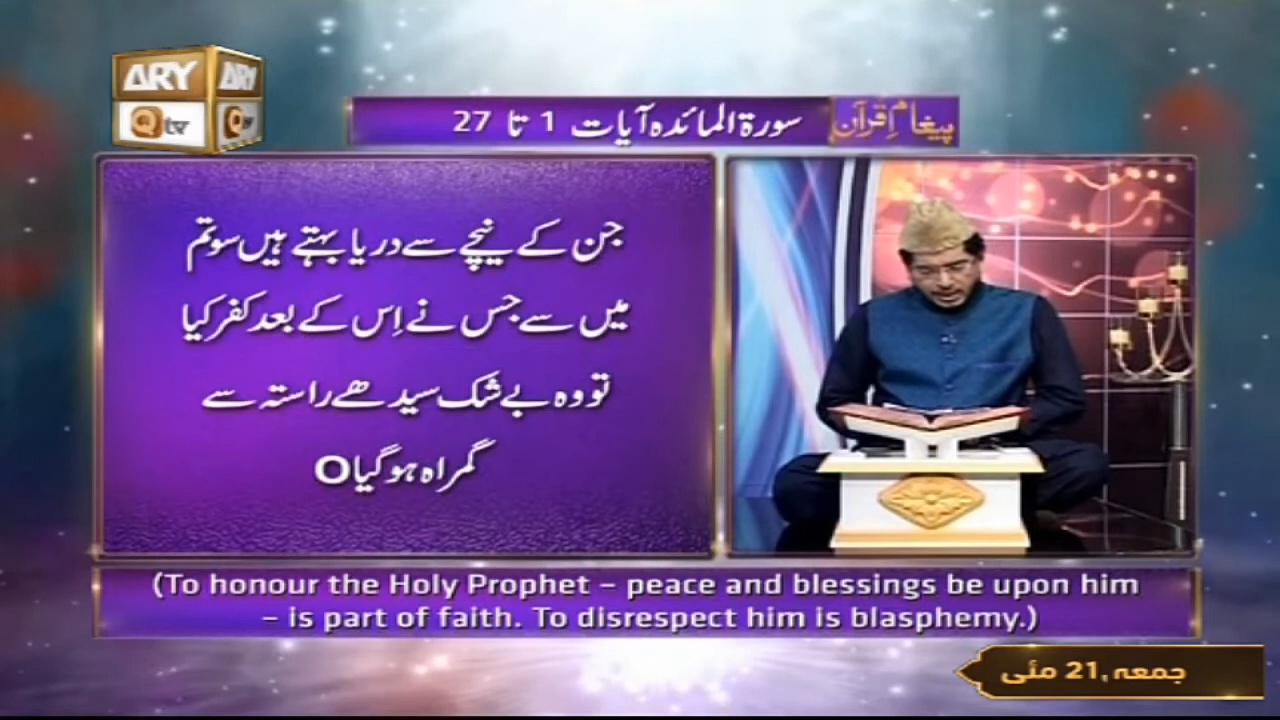 ARY ARY
Qtv Q tv
پیغامِ قرآن
سورۃ المائدہ آیات 1 تا 27
جن کے نیچے سے دریا بہتے ہیں سو تم
میں سے جس نے اِس کے بعد کفر کیا
تو وہ بے شک سیدھے راستہ سے
گمراہ ہو گیاO
(To honour the Holy Prophet – peace and blessings be upon him
– is part of faith. To disrespect him is blasphemy.)
جمعہ, 21 مئی